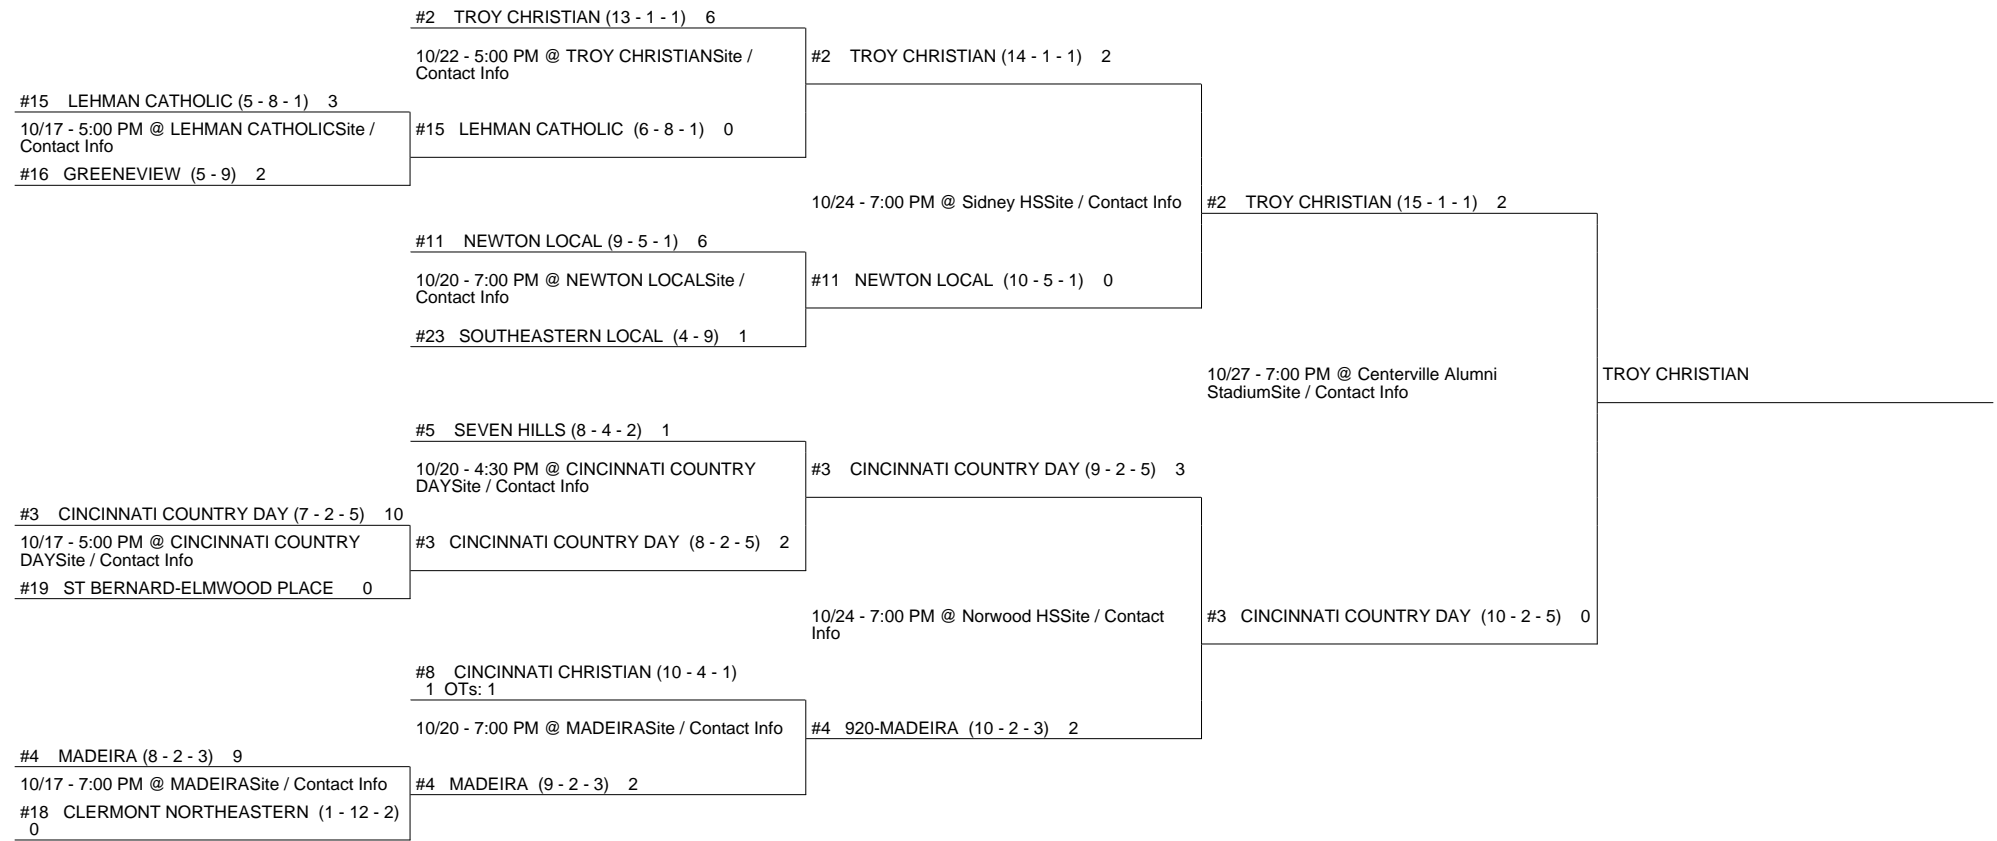 #2 TROY CHRISTIAN (13 - 1 - 1) 6
10/22 - 5:00 PM @ TROY CHRISTIANSite /
Contact Info
#15 LEHMAN CATHOLIC (5 - 8 - 1) 3
10/17 - 5:00 PM @ LEHMAN CATHOLICSite /
Contact Info
#16 GREENEVIEW (5 - 9) 2
#15 LEHMAN CATHOLIC (6 - 8 - 1) 0
#2 TROY CHRISTIAN (14 - 1 - 1) 2
10/24 - 7:00 PM @ Sidney HSSite / Contact Info
#11 NEWTON LOCAL (9 - 5 - 1) 6
10/20 - 7:00 PM @ NEWTON LOCALSite /
Contact Info
#23 SOUTHEASTERN LOCAL (4 - 9) 1
#11 NEWTON LOCAL (10 - 5 - 1) 0
#2 TROY CHRISTIAN (15 - 1 - 1) 2
10/27 - 7:00 PM @ Centerville Alumni
StadiumSite / Contact Info
TROY CHRISTIAN
#5 SEVEN HILLS (8 - 4 - 2) 1
10/20 - 4:30 PM @ CINCINNATI COUNTRY
DAYSite / Contact Info
#3 CINCINNATI COUNTRY DAY (7 - 2 - 5) 10
10/17 - 5:00 PM @ CINCINNATI COUNTRY
DAYSite / Contact Info
#19 ST BERNARD-ELMWOOD PLACE 0
#3 CINCINNATI COUNTRY DAY (8 - 2 - 5) 2
#3 CINCINNATI COUNTRY DAY (9 - 2 - 5) 3
10/24 - 7:00 PM @ Norwood HSSite / Contact
Info
#3 CINCINNATI COUNTRY DAY (10 - 2 - 5) 0
#8 CINCINNATI CHRISTIAN (10 - 4 - 1)
1 OTs: 1
10/20 - 7:00 PM @ MADEIRASite / Contact Info
#4 920-MADEIRA (10 - 2 - 3) 2
#4 MADEIRA (8 - 2 - 3) 9
10/17 - 7:00 PM @ MADEIRASite / Contact Info
#18 CLERMONT NORTHEASTERN (1 - 12 - 2)
0
#4 MADEIRA (9 - 2 - 3) 2